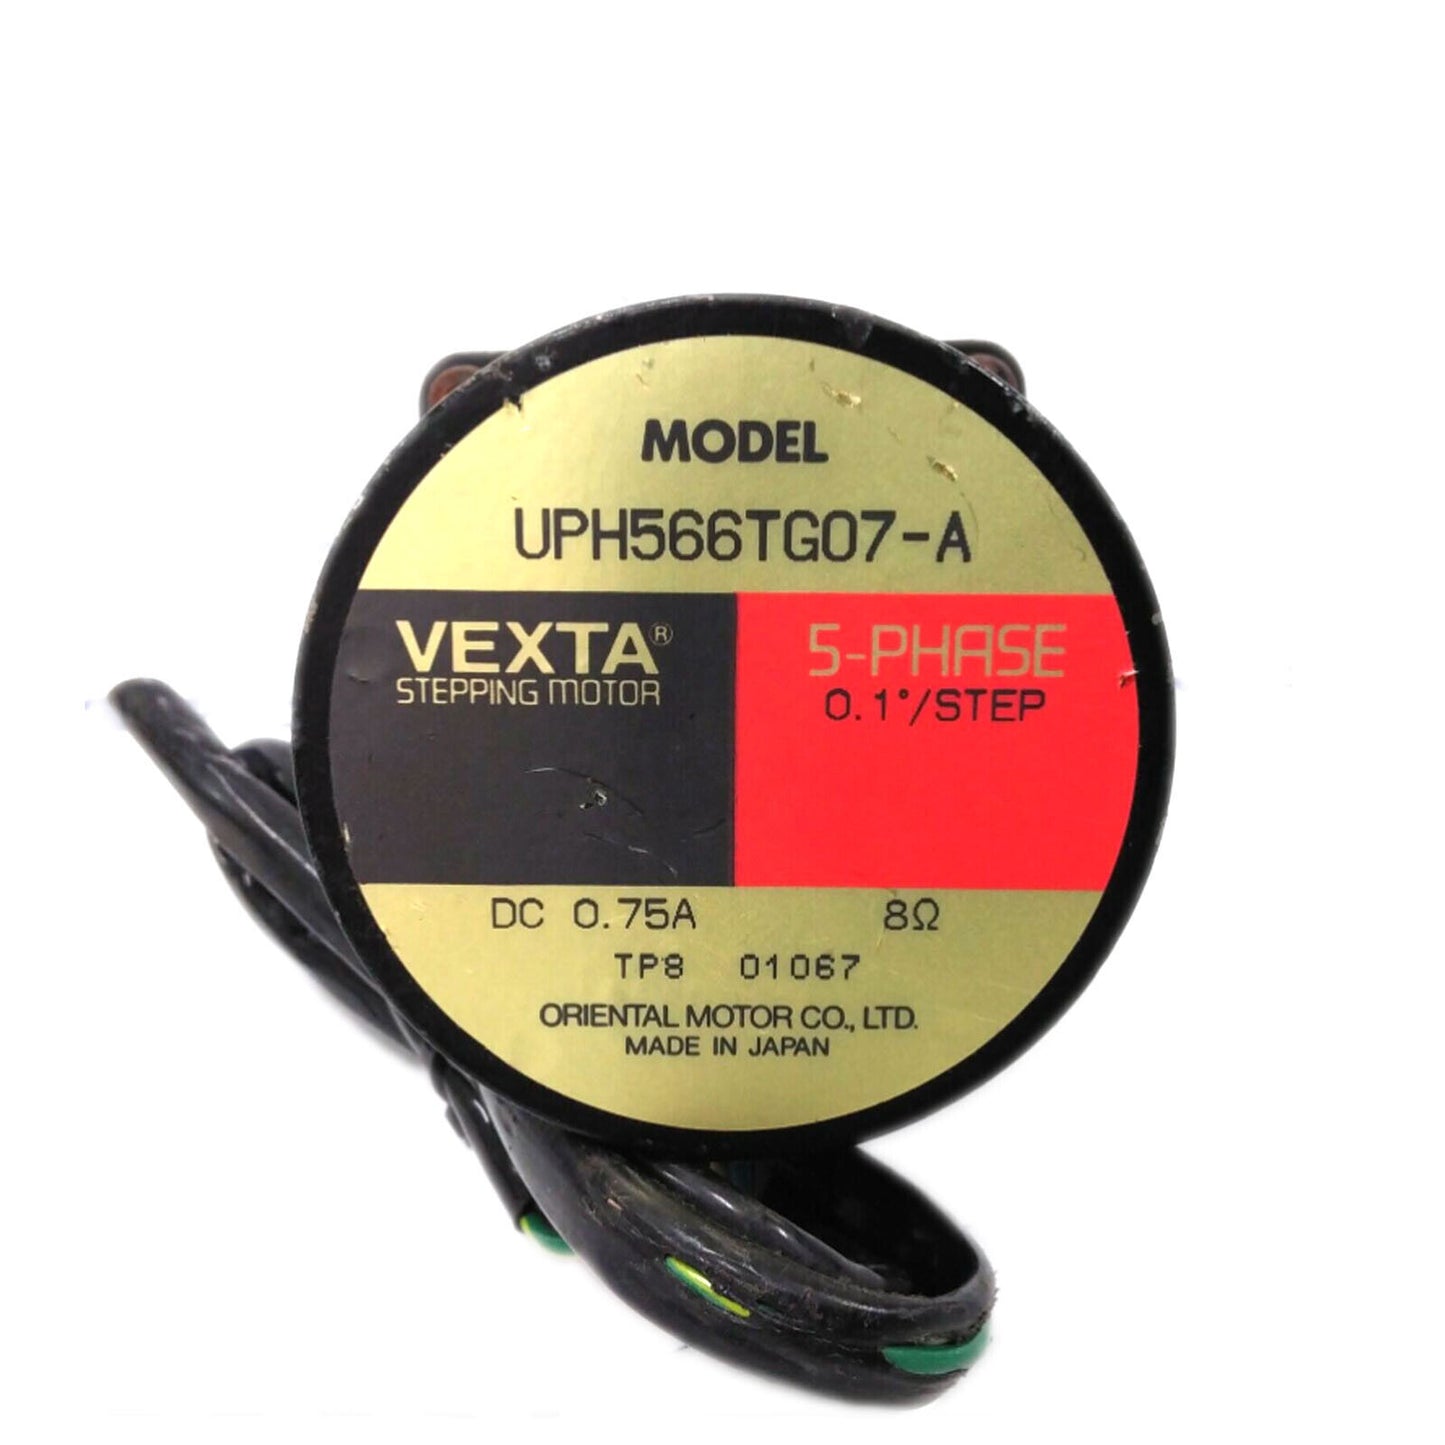 MODEL
UPH566TG07-A
VEXTA®
STEPPING MOTOR
5-PHASE
0.1°/STEP
DC 0.75A 8Ω
TP8 01067
ORIENTAL MOTOR CO., LTD.
MADE IN JAPAN